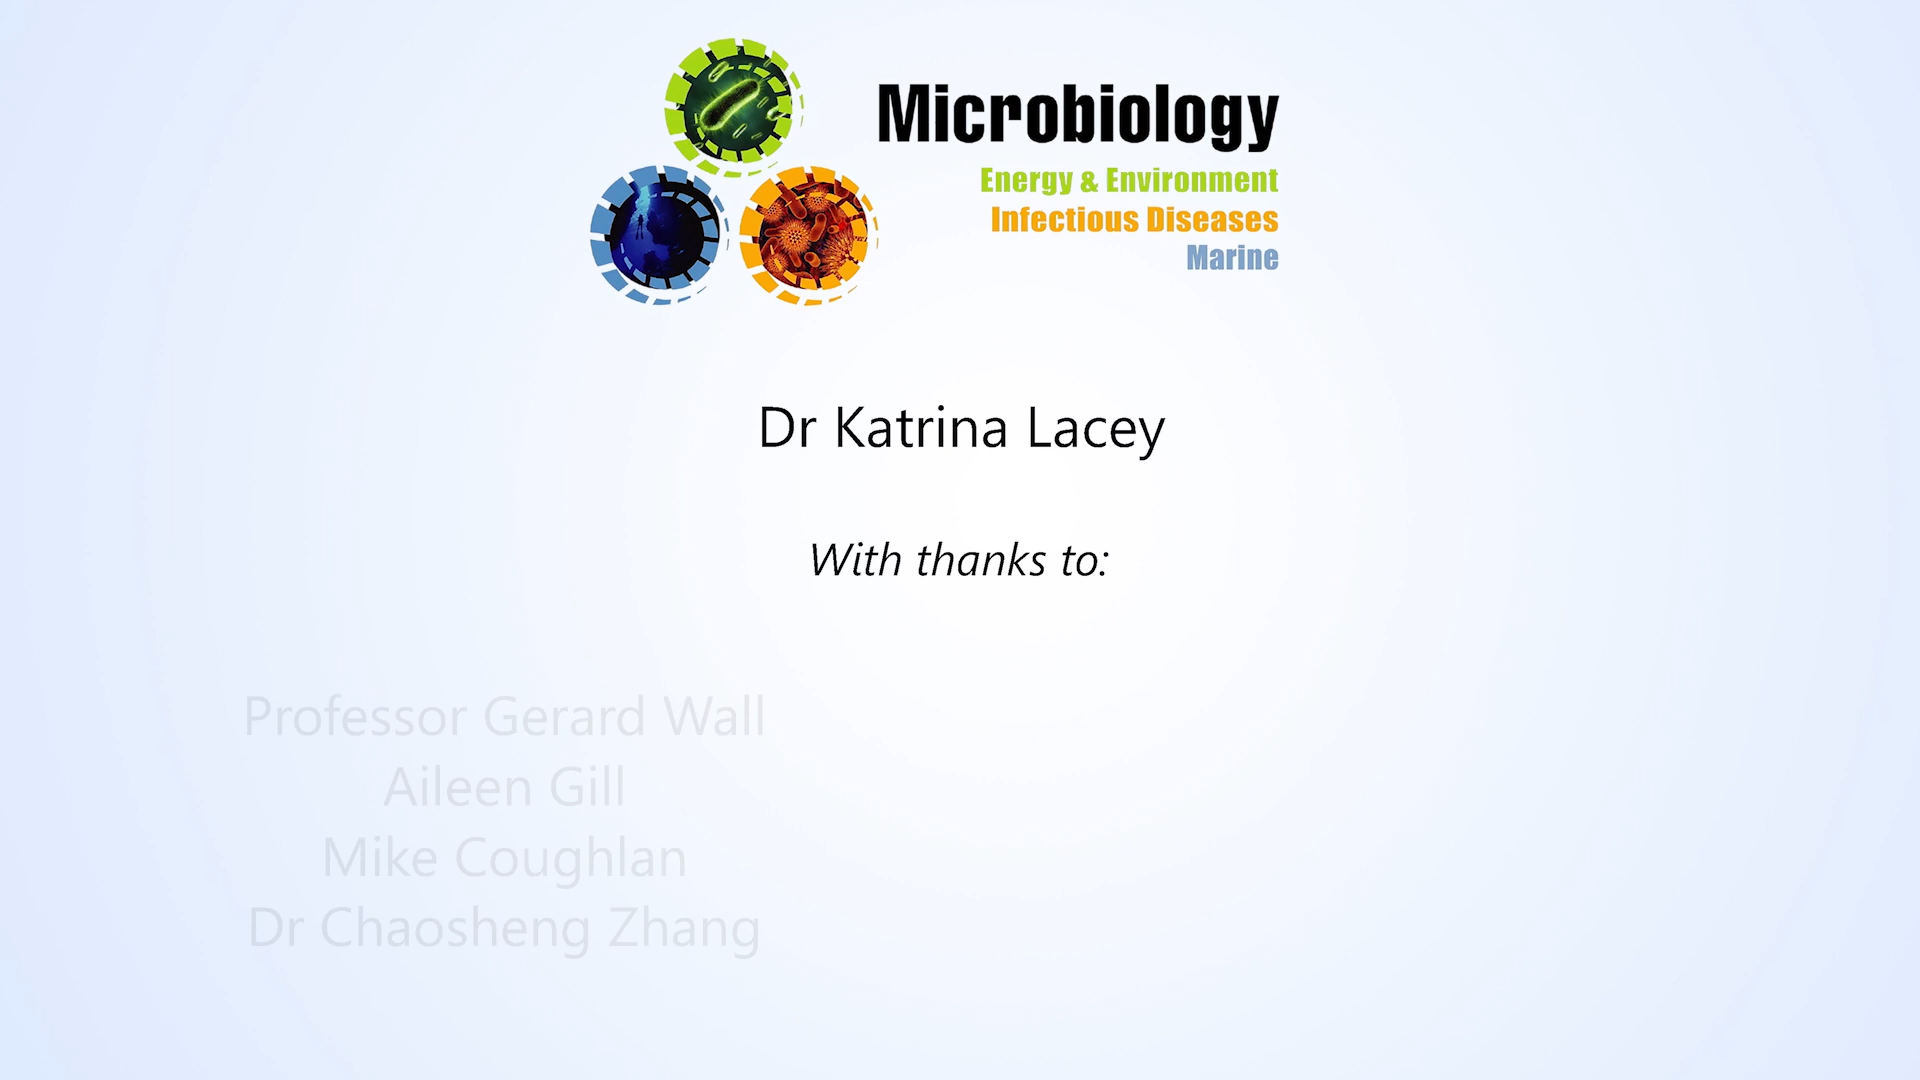 Microbiology
Energy & Environment
Infectious Diseases
Marine
Dr Katrina Lacey
With thanks to:
Professor Gerard Wall
Aileen Gill
Mike Coughlan
Dr Chaosheng Zhang